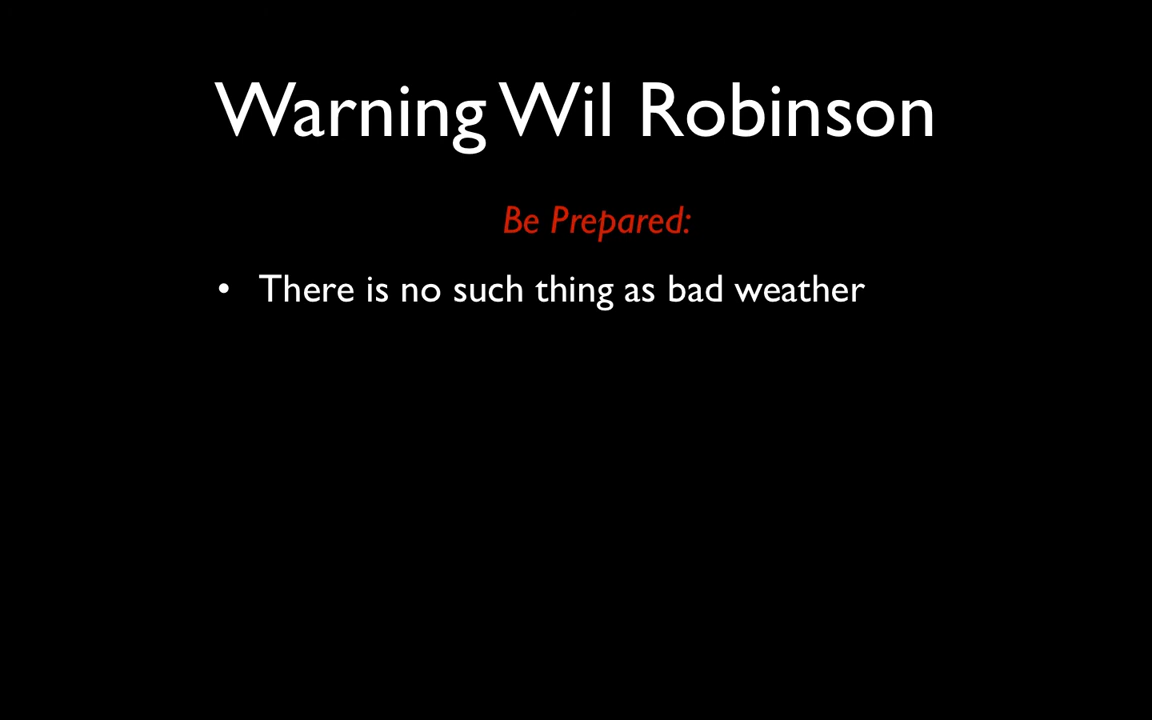 Warning Wil Robinson
Be Prepared:
• There is no such thing as bad weather